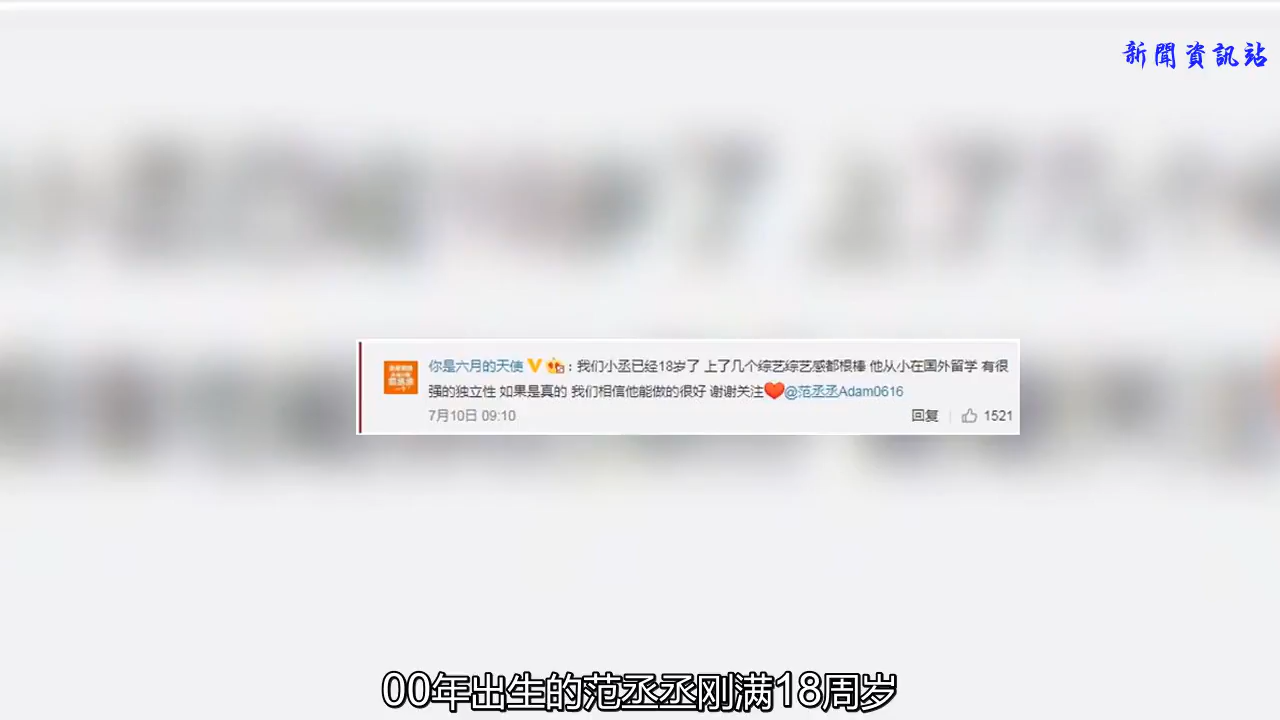 新聞資訊站
你是六月的天使：我们小丞已经18岁了 上了几个综艺综艺感都根棒 他从小在国外留学 有很
强的独立性 如果是真的 我们相信他能做的很好 谢谢关注❤@范丞丞Adam0616
7月10日 09:10 回复 1521
00年出生的范丞丞刚满18周岁